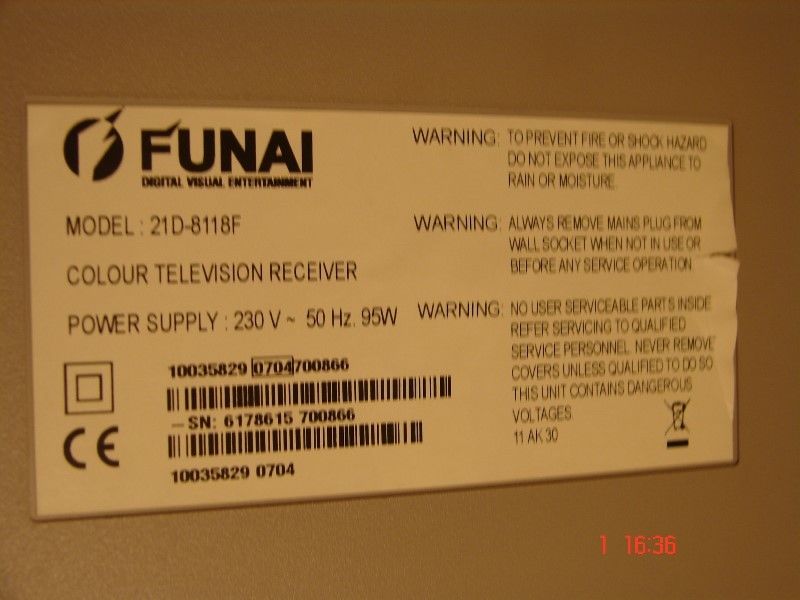 FUNAI
DIGITAL VISUAL ENTERTAINMENT
MODEL : 21D-8118F
COLOUR TELEVISION RECEIVER
POWER SUPPLY : 230 V ~ 50 Hz. 95W
10035829 0704700866
–SN: 6178615 700866
10035829 0704
CE
WARNING: TO PREVENT FIRE OR SHOCK HAZARD
DO NOT EXPOSE THIS APPLIANCE TO
RAIN OR MOISTURE.
WARNING: ALWAYS REMOVE MAINS PLUG FROM
WALL SOCKET WHEN NOT IN USE OR
BEFORE ANY SERVICE OPERATION
WARNING: NO USER SERVICEABLE PARTS INSIDE
REFER SERVICING TO QUALIFIED
SERVICE PERSONNEL. NEVER REMOVE
COVERS UNLESS QUALIFIED TO DO SO
THIS UNIT CONTAINS DANGEROUS
VOLTAGES
11 AK 30
1 16:36